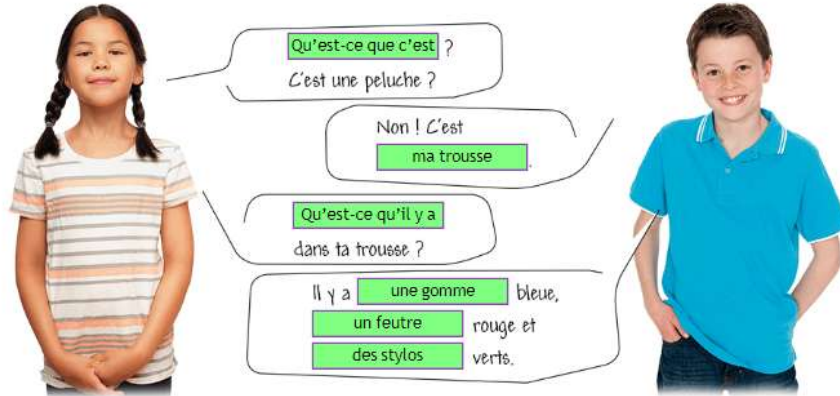 Qu'est-ce que c'est ?
C'est une peluche ?
Non ! C'est
ma trousse.
Qu'est-ce qu'il y a
dans ta trousse ?
Il y a une gomme bleue,
un feutre rouge et
des stylos verts.